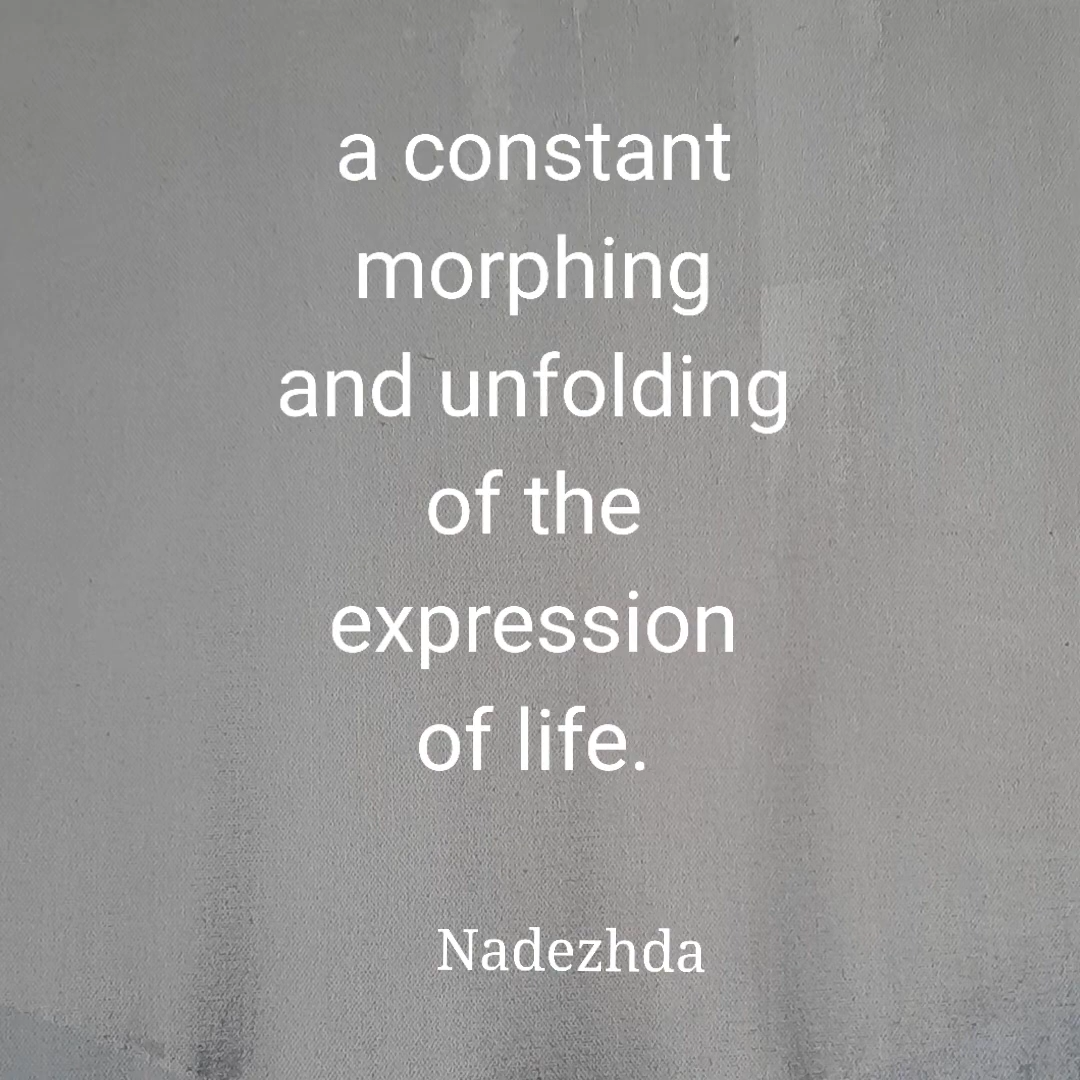 a constant
morphing
and unfolding
of the
expression
of life.
Nadezhda